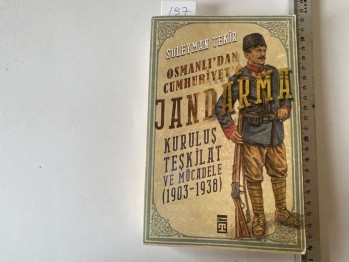 197
SÜLEYMAN TEKİR
OSMANLI'DAN
CUMHURİYET'E
JANDARMA
KURULUŞ
TEŞKİLAT
VE MÜCADELE
(1903-1938)